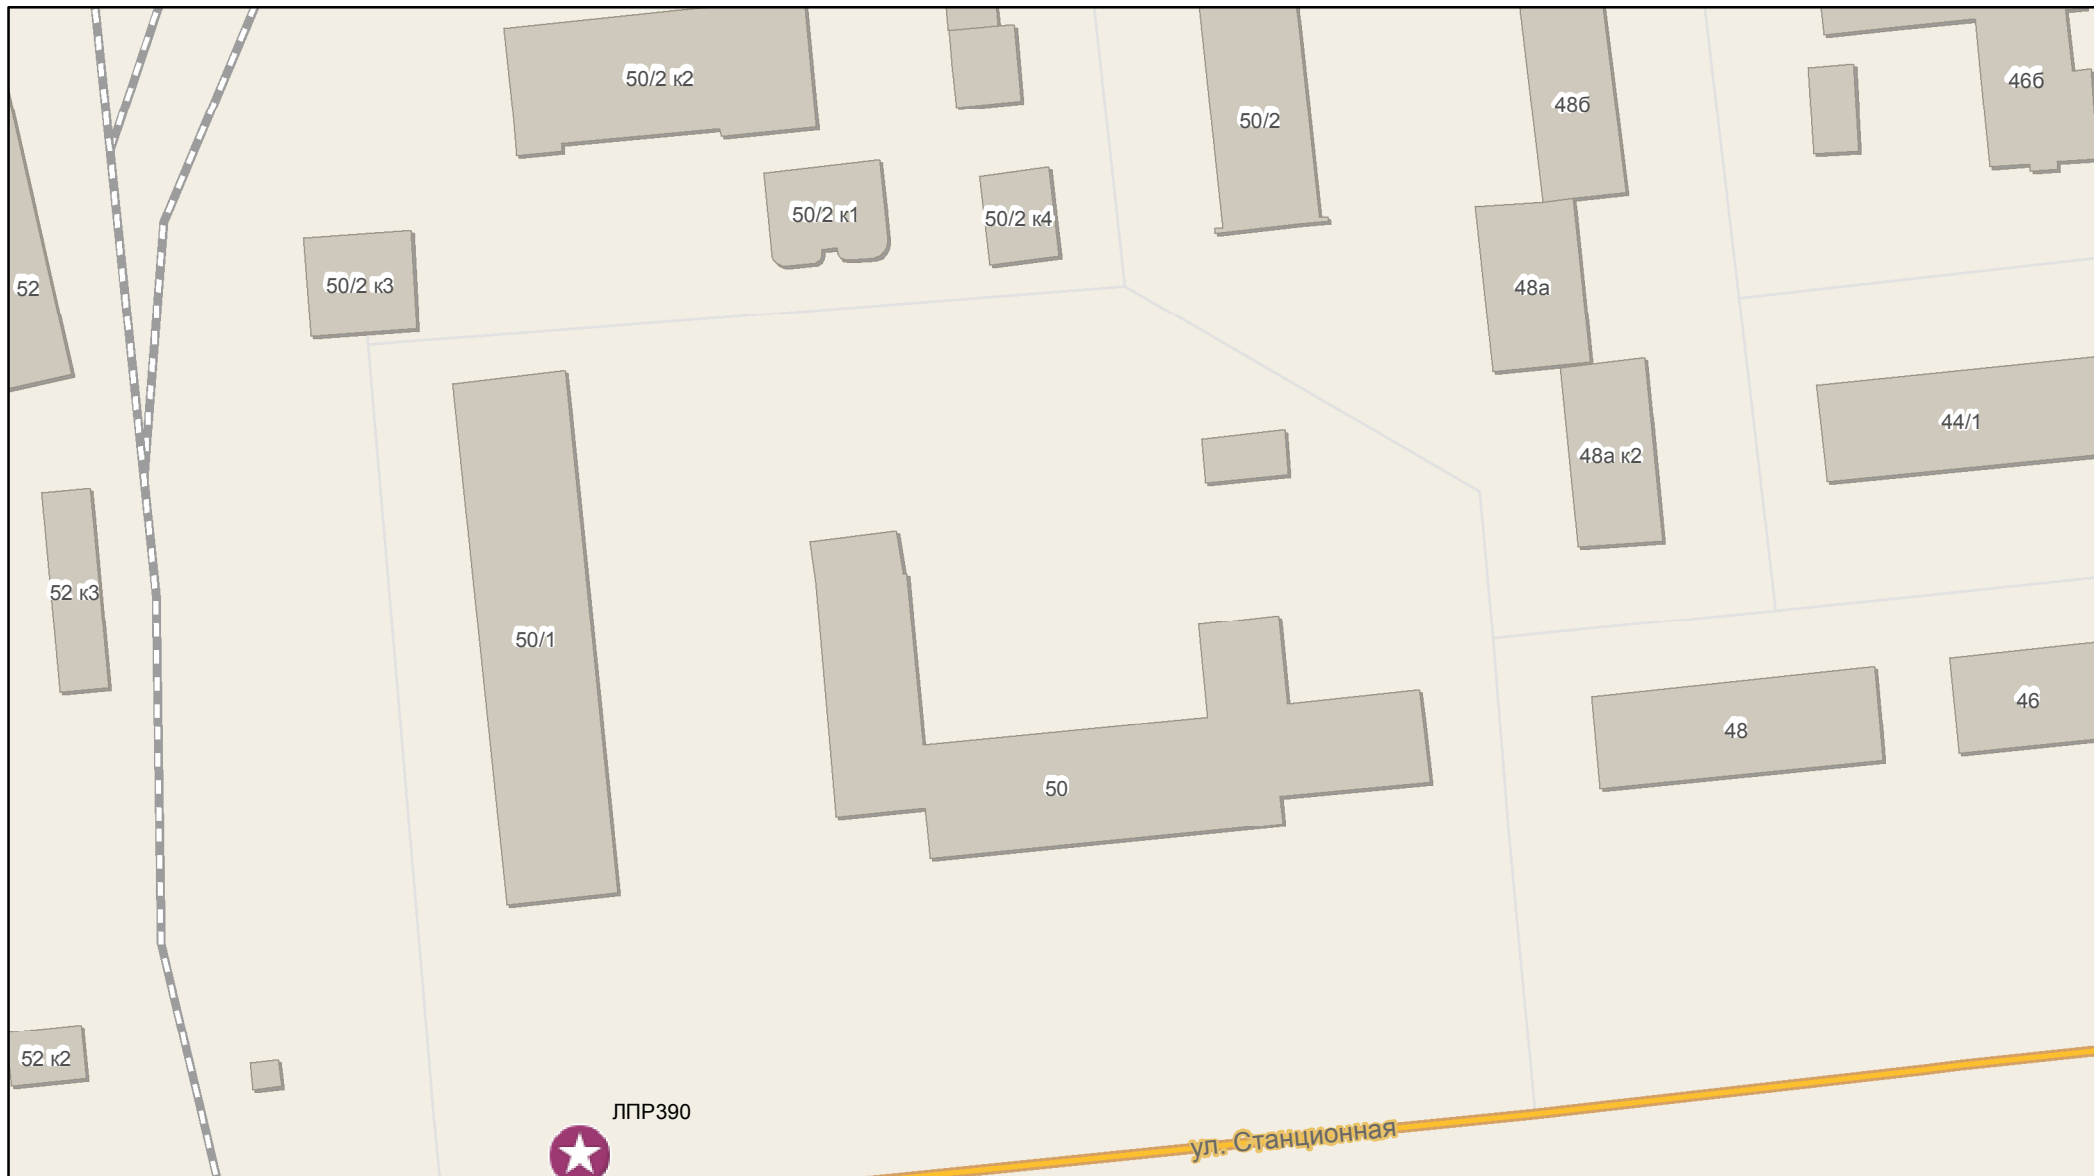 50/2 к2
46б
48б
50/2
50/2 к1
50/2 к4
50/2 к3
52
48а
44/1
48а к2
52 к3
50/1
46
48
50
52 к2
ЛПР390
ул. Станционная